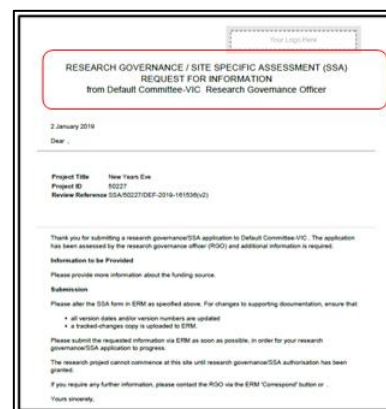 Your Logo Here
RESEARCH GOVERNANCE / SITE SPECIFIC ASSESSMENT (SSA)
REQUEST FOR INFORMATION
from Default Committee-VIC Research Governance Officer
2 January 2019
Dear .,
Project Title New Years Eve
Project ID 50227
Review Reference SSA/50227/DEF-2019-161536(v2)
Thank you for submitting a research governance/SSA application to Default Committee-VIC . The application
has been assessed by the research governance officer (RGO) and additional information is required.
Information to be Provided
Please provide more information about the funding source.
Submission
Please alter the SSA form in ERM as specified above. For changes to supporting documentation, ensure that:
• all version dates and/or version numbers are updated
• a tracked-changes copy is uploaded to ERM.
Please submit the requested information via ERM as soon as possible, in order for your research
governance/SSA application to progress.
The research project cannot commence at this site until research governance/SSA authorisation has been
granted.
If you require any further information, please contact the RGO via the ERM 'Correspond' button or .
Yours sincerely,